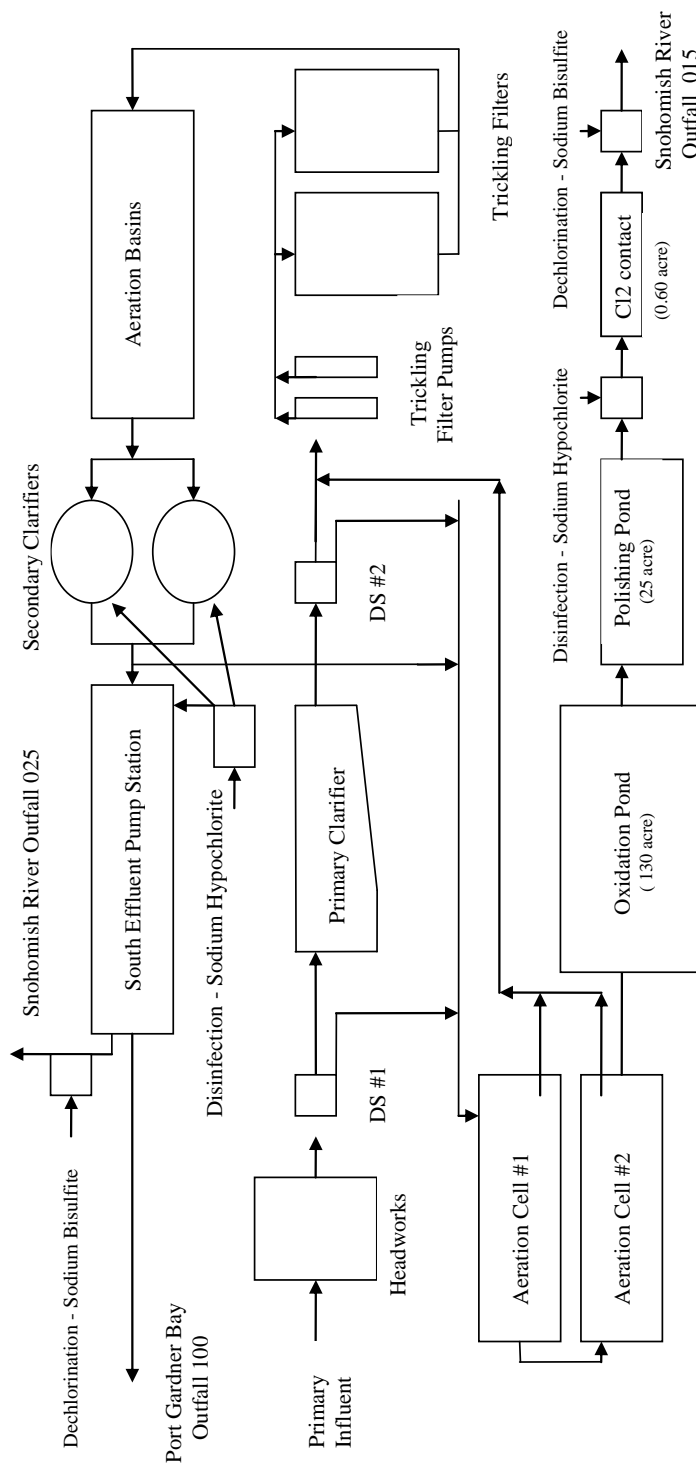 Snohomish River Outfall 025
Dechlorination - Sodium Bisulfite
Port Gardner Bay
Outfall 100
South Effluent Pump Station
Secondary Clarifiers
Aeration Basins
Disinfection - Sodium Hypochlorite
Primary
Influent
Headworks
DS #1
Primary Clarifier
DS #2
Trickling
Filter Pumps
Trickling Filters
Aeration Cell #1
Aeration Cell #2
Oxidation Pond
( 130 acre)
Polishing Pond
(25 acre)
Disinfection - Sodium Hypochlorite
Cl2 contact
(0.60 acre)
Dechlorination - Sodium Bisulfite
Snohomish River
Outfall 015